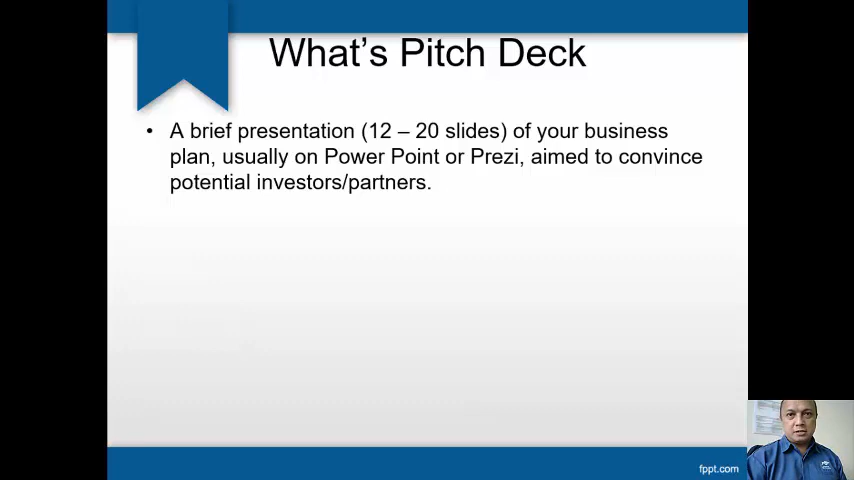 What's Pitch Deck
• A brief presentation (12 – 20 slides) of your business
plan, usually on Power Point or Prezi, aimed to convince
potential investors/partners.
fppt.com